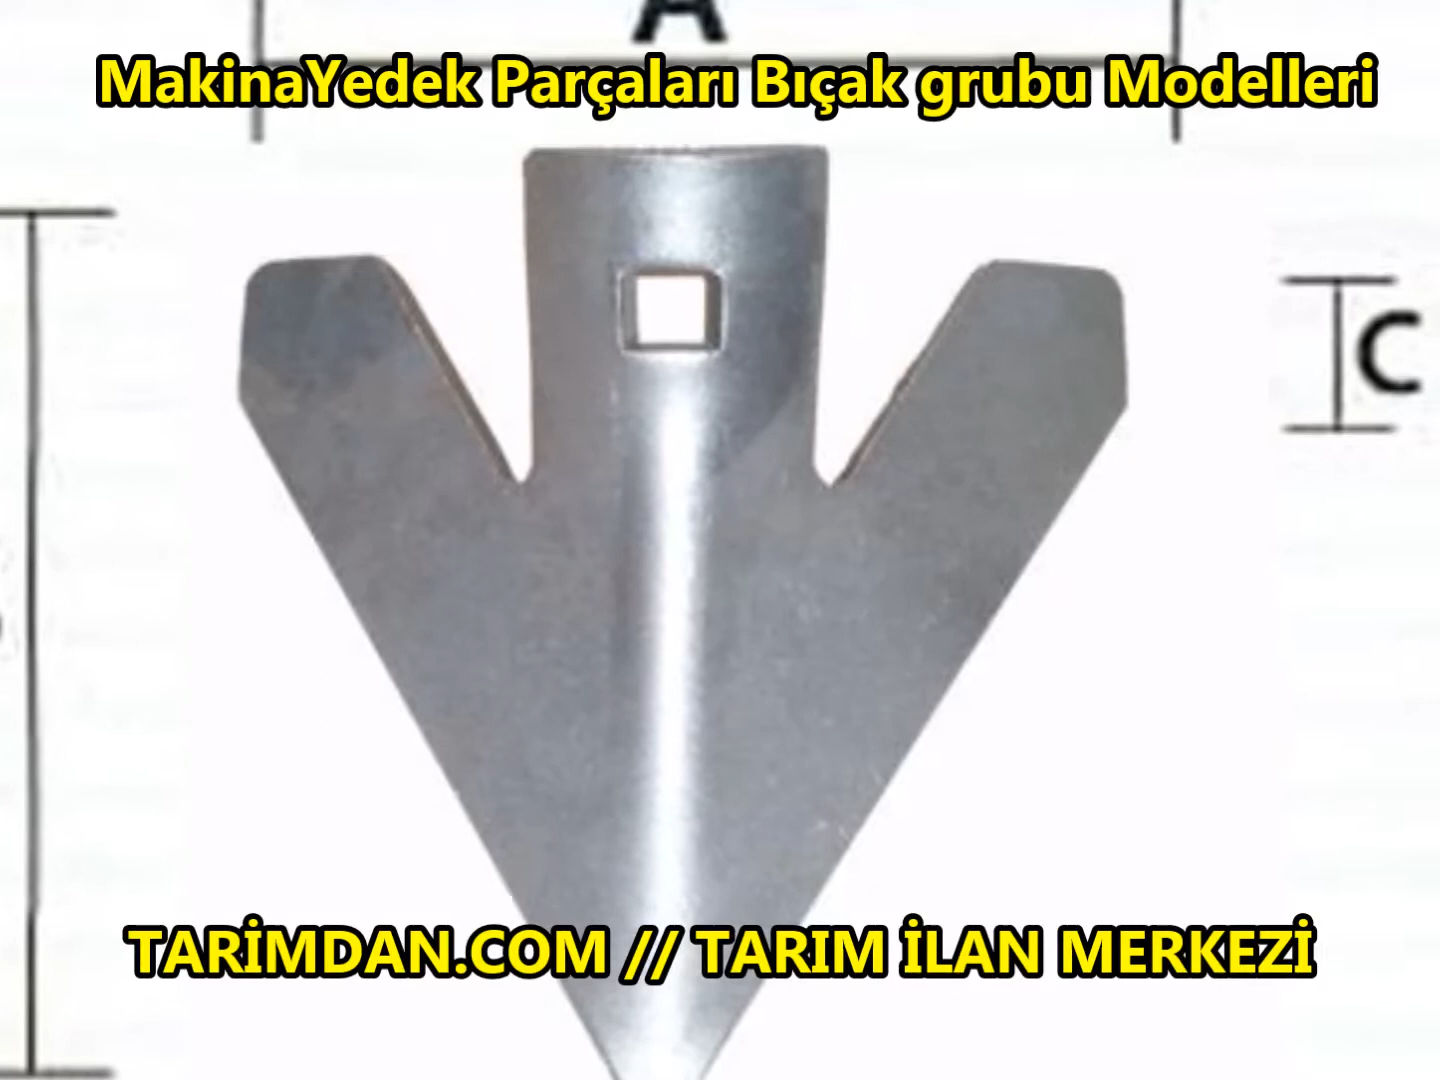 A
MakinaYedek Parçaları Bıçak grubu Modelleri
C
TARİMDAN.COM // TARIM İLAN MERKEZİ